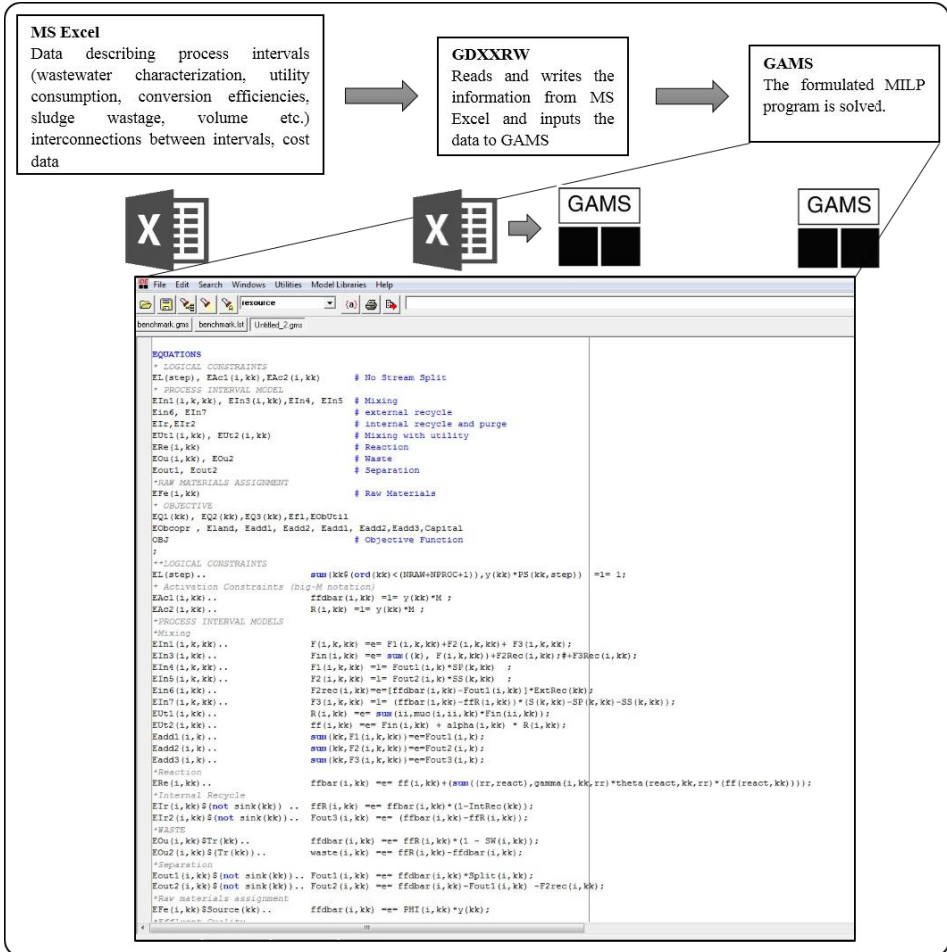 MS Excel
Data describing process intervals
(wastewater characterization, utility
consumption, conversion efficiencies,
sludge wastage, volume etc.)
interconnections between intervals, cost
data
GDXXRW
Reads and writes the
information from MS
Excel and inputs the
data to GAMS
GAMS
The formulated MILP
program is solved.
X
X
GAMS
GAMS
IDE File Edit Search Windows Utilities Model Libraries Help
resource (a)
benchmark.gms benchmark.lst Untitled_2.gms
EQUATIONS
* LOGICAL CONSTRAINTS
EL(step), EAc1(i,kk),EAc2(i,kk) # No Stream Split
* PROCESS INTERVAL MODEL
EIn1(i,k,kk), EIn3(i,kk),EIn4, EIn5 # Mixing
Ein6, EIn7 # external recycle
EIr,EIr2 # internal recycle and purge
EUt1(i,kk), EUt2(i,kk) # Mixing with utility
ERe(i,kk) # Reaction
EOu(i,kk), EOu2 # Waste
Eout1, Eout2 # Separation
*RAW MATERIALS ASSIGNMENT
EFe(i,kk) # Raw Materials
* OBJECTIVE
EQ1(kk), EQ2(kk),EQ3(kk),Ef1,EObUtil
EObcopr , Eland, Eadd1, Eadd2, Eadd1, Eadd2,Eadd3,Capital
OBJ # Objective Function
;
**LOGICAL CONSTRAINTS
EL(step).. sum(kk$(ord(kk)<(NRAW+NPROC+1)),y(kk)*PS(kk,step)) =l= 1;
* Activation Constraints (big-M notation)
EAc1(i,kk).. ffdbar(i,kk) =l= y(kk)*M ;
EAc2(i,kk).. R(i,kk) =l= y(kk)*M ;
*PROCESS INTERVAL MODELS
*Mixing
EIn1(i,k,kk).. F(i,k,kk) =e= F1(i,k,kk)+F2(i,k,kk)+ F3(i,k,kk);
EIn3(i,kk).. Fin(i,kk) =e= sum((k), F(i,k,kk))+F2Rec(i,kk);#+F3Rec(i,kk);
EIn4(i,k,kk).. F1(i,k,kk) =l= Fout1(i,k)*SP(k,kk) ;
EIn5(i,k,kk).. F2(i,k,kk) =l= Fout2(i,k)*SS(k,kk) ;
Ein6(i,kk).. F2rec(i,kk)=e=[ffdbar(i,kk)-Fout1(i,kk)]*ExtRec(kk);
EIn7(i,k,kk).. F3(i,k,kk) =l= (ffbar(i,kk)-ffR(i,kk))*(S(k,kk)-SP(k,kk)-SS(k,kk));
EUt1(i,kk).. R(i,kk) =e= sum(ii,muc(i,ii,kk)*Fin(ii,kk));
EUt2(i,kk).. ff(i,kk) =e= Fin(i,kk) + alpha(i,kk) * R(i,kk);
Eadd1(i,k).. sum(kk,F1(i,k,kk))=e=Fout1(i,k);
Eadd2(i,k).. sum(kk,F2(i,k,kk))=e=Fout2(i,k);
Eadd3(i,k).. sum(kk,F3(i,k,kk))=e=Fout3(i,k);
*Reaction
ERe(i,kk).. ffbar(i,kk) =e= ff(i,kk)+(sum((rr,react),gamma(i,kk,rr)*theta(react,kk,rr)*(ff(react,kk))));
*Internal Recycle
EIr(i,kk)$(not sink(kk)) .. ffR(i,kk) =e= ffbar(i,kk)*(1-IntRec(kk));
EIr2(i,kk)$(not sink(kk)).. Fout3(i,kk) =e= (ffbar(i,kk)-ffR(i,kk));
*WASTE
EOu(i,kk)$Tr(kk).. ffdbar(i,kk) =e= ffR(i,kk)*(1 - SW(i,kk));
EOu2(i,kk)$(Tr(kk)).. waste(i,kk) =e= ffR(i,kk)-ffdbar(i,kk);
*Separation
Eout1(i,kk)$(not sink(kk)).. Fout1(i,kk) =e= ffdbar(i,kk)*Split(i,kk);
Eout2(i,kk)$(not sink(kk)).. Fout2(i,kk) =e= ffdbar(i,kk)-Fout1(i,kk) -F2rec(i,kk);
*Raw materials assignment
EFe(i,kk)$Source(kk).. ffdbar(i,kk) =e= PHI(i,kk)*y(kk);
*Effluent Quality